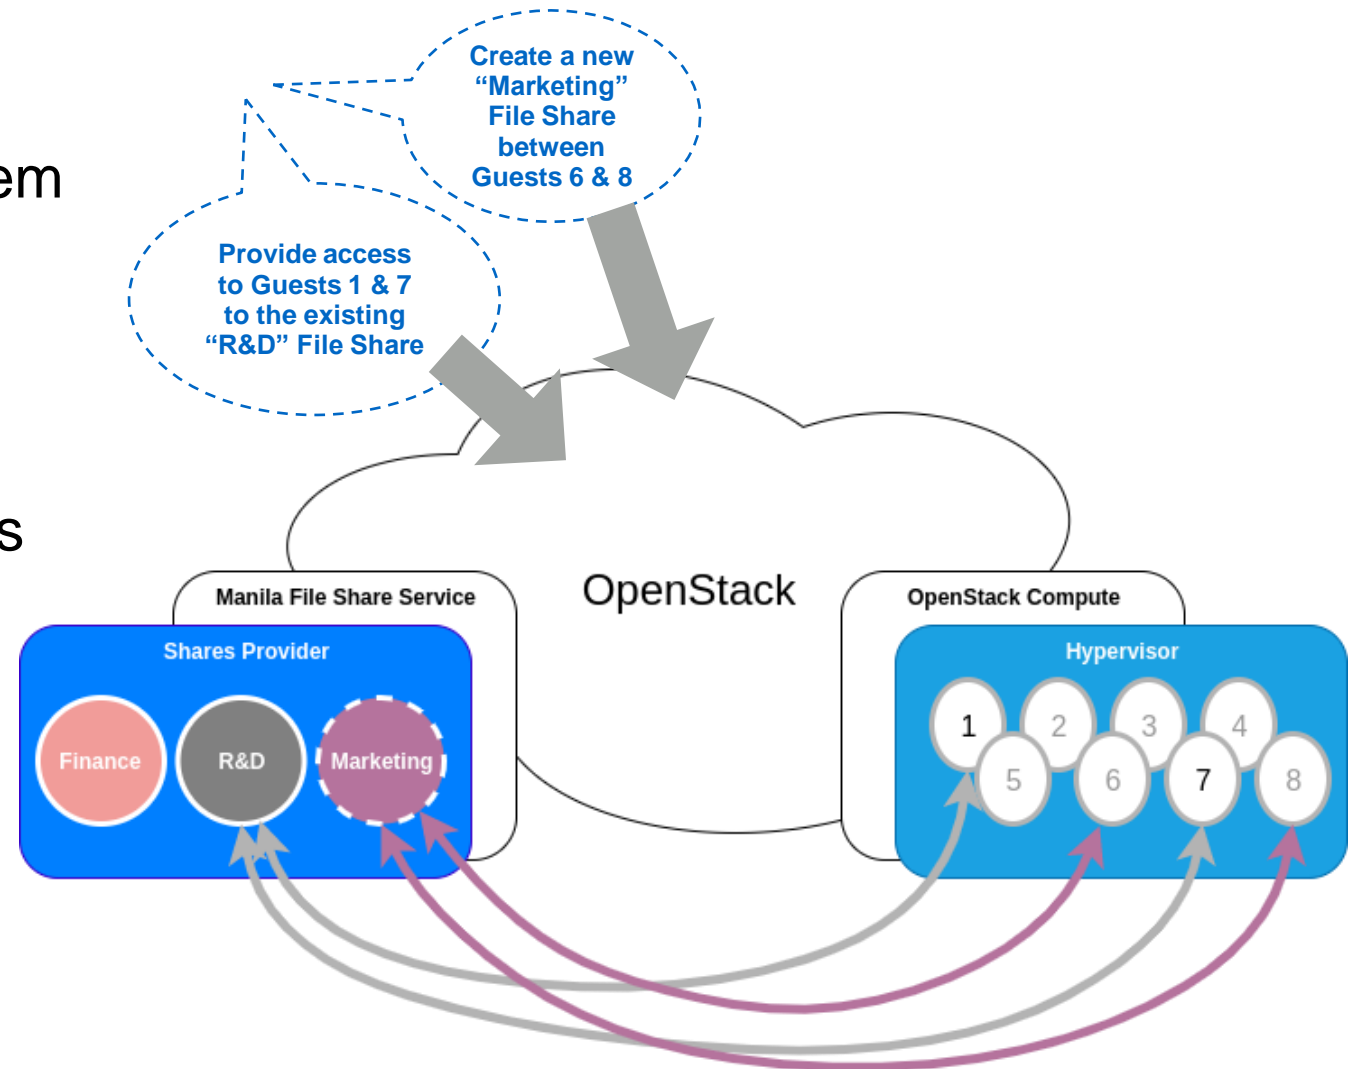 Create a new
“Marketing”
File Share
between
Guests 6 & 8
em
Provide access
to Guests 1 & 7
to the existing
“R&D” File Share
s
OpenStack
Manila File Share Service
Shares Provider
Finance
R&D
Marketing
OpenStack Compute
Hypervisor
1
2
3
4
5
6
7
8